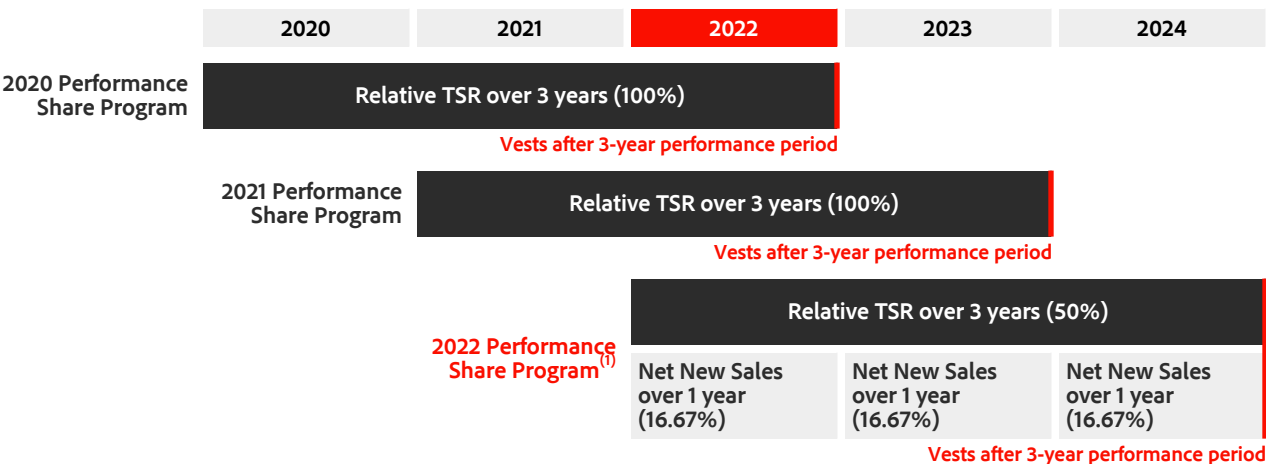 2020 2021 2022 2023 2024
2020 Performance
Share Program
Relative TSR over 3 years (100%)
Vests after 3-year performance period
2021 Performance
Share Program
Relative TSR over 3 years (100%)
Vests after 3-year performance period
2022 Performance
Share Program(1)
Relative TSR over 3 years (50%)
Net New Sales
over 1 year
(16.67%)
Net New Sales
over 1 year
(16.67%)
Net New Sales
over 1 year
(16.67%)
Vests after 3-year performance period